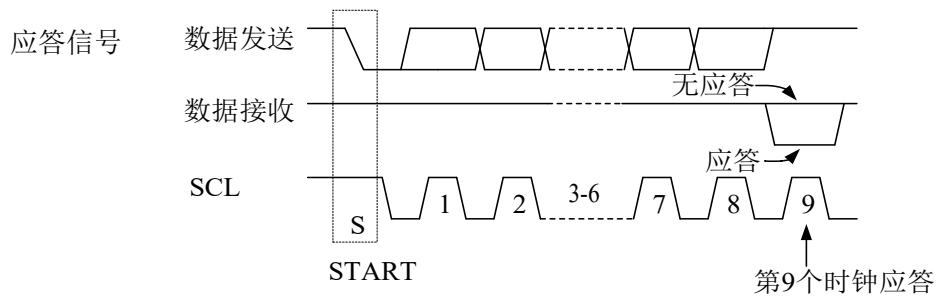 应答信号
数据发送
无应答
数据接收
应答
SCL
1 2 3-6 7 8 9
S
START
第9个时钟应答